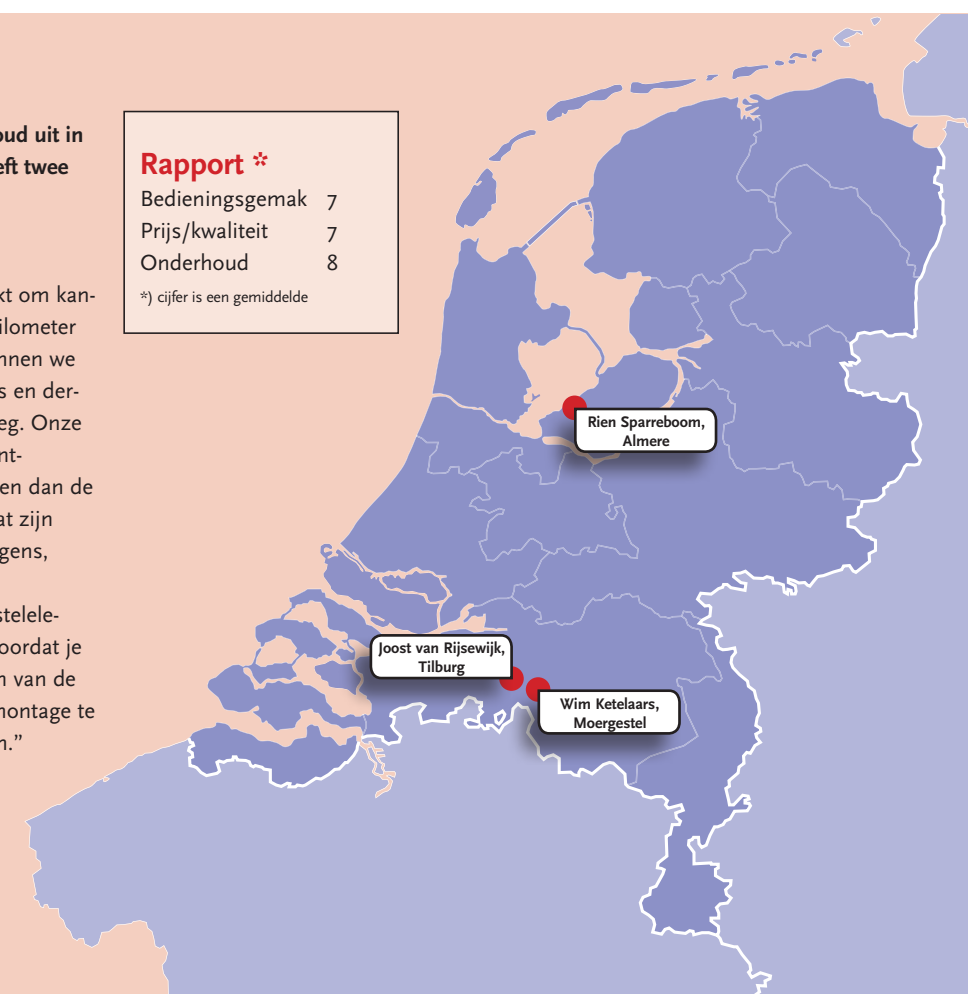 oud uit in
eft twee
kt om kan-
ilometer
nnen we
s en der-
eg. Onze
nt-
en dan de
at zijn
gens,
stelele-
oordat je
n van de
nontage te
n.”
Rapport *
Bedieningsgemak 7
Prijs/kwaliteit 7
Onderhoud 8
*) cijfer is een gemiddelde
Rien Sparreboom,
Almere
Joost van Rijsewijk,
Tilburg
Wim Ketelaars,
Moergestel